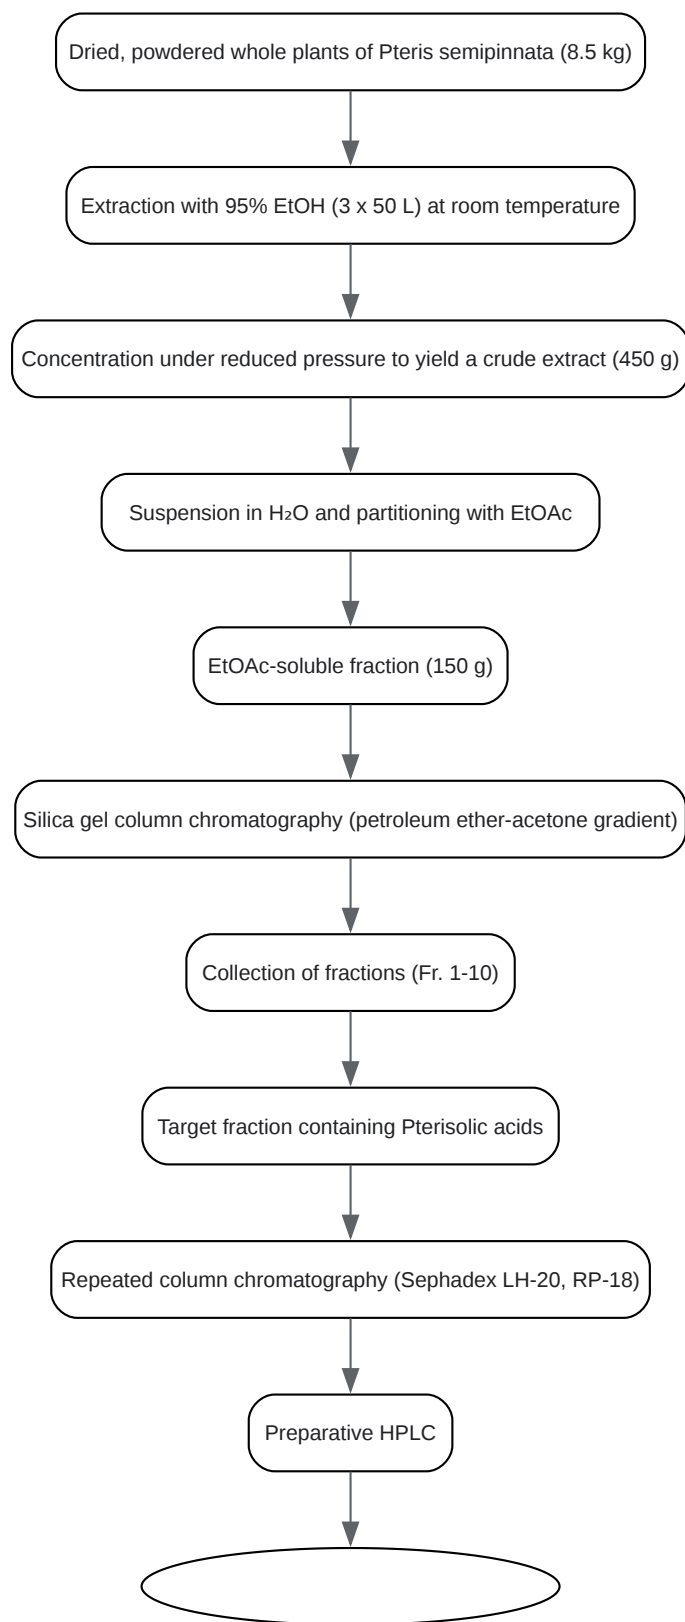 Dried, powdered whole plants of Pteris semipinnata (8.5 kg)
Extraction with 95% EtOH (3 x 50 L) at room temperature
Concentration under reduced pressure to yield a crude extract (450 g)
Suspension in H₂O and partitioning with EtOAc
EtOAc-soluble fraction (150 g)
Silica gel column chromatography (petroleum ether-acetone gradient)
Collection of fractions (Fr. 1-10)
Target fraction containing Pterisolic acids
Repeated column chromatography (Sephadex LH-20, RP-18)
Preparative HPLC